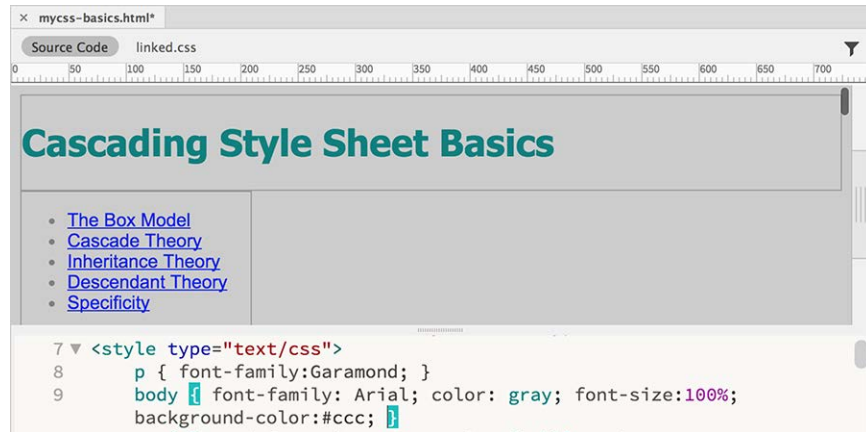 × mycss-basics.html*
Source Code linked.css
0 50 100 150 200 250 300 350 400 450 500 550 600 650 700
Cascading Style Sheet Basics
• The Box Model
• Cascade Theory
• Inheritance Theory
• Descendant Theory
• Specificity
7 ▼ <style type="text/css">
8 p { font-family:Garamond; }
9 body { font-family: Arial; color: gray; font-size:100%;
background-color:#ccc; }